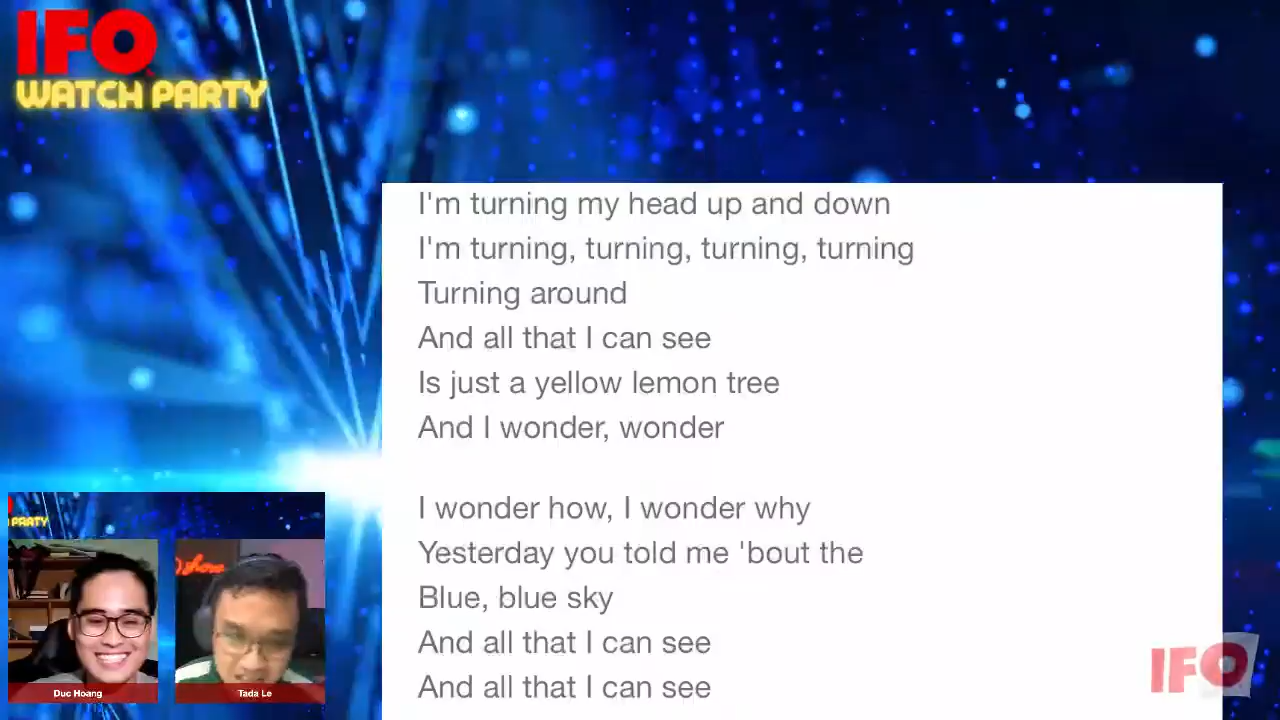 IFO
WATCH PARTY
I'm turning my head up and down
I'm turning, turning, turning, turning
Turning around
And all that I can see
Is just a yellow lemon tree
And I wonder, wonder
I wonder how, I wonder why
Yesterday you told me 'bout the
Blue, blue sky
And all that I can see
And all that I can see
PARTY
show
Duc Hoang
Tada Le
IFO